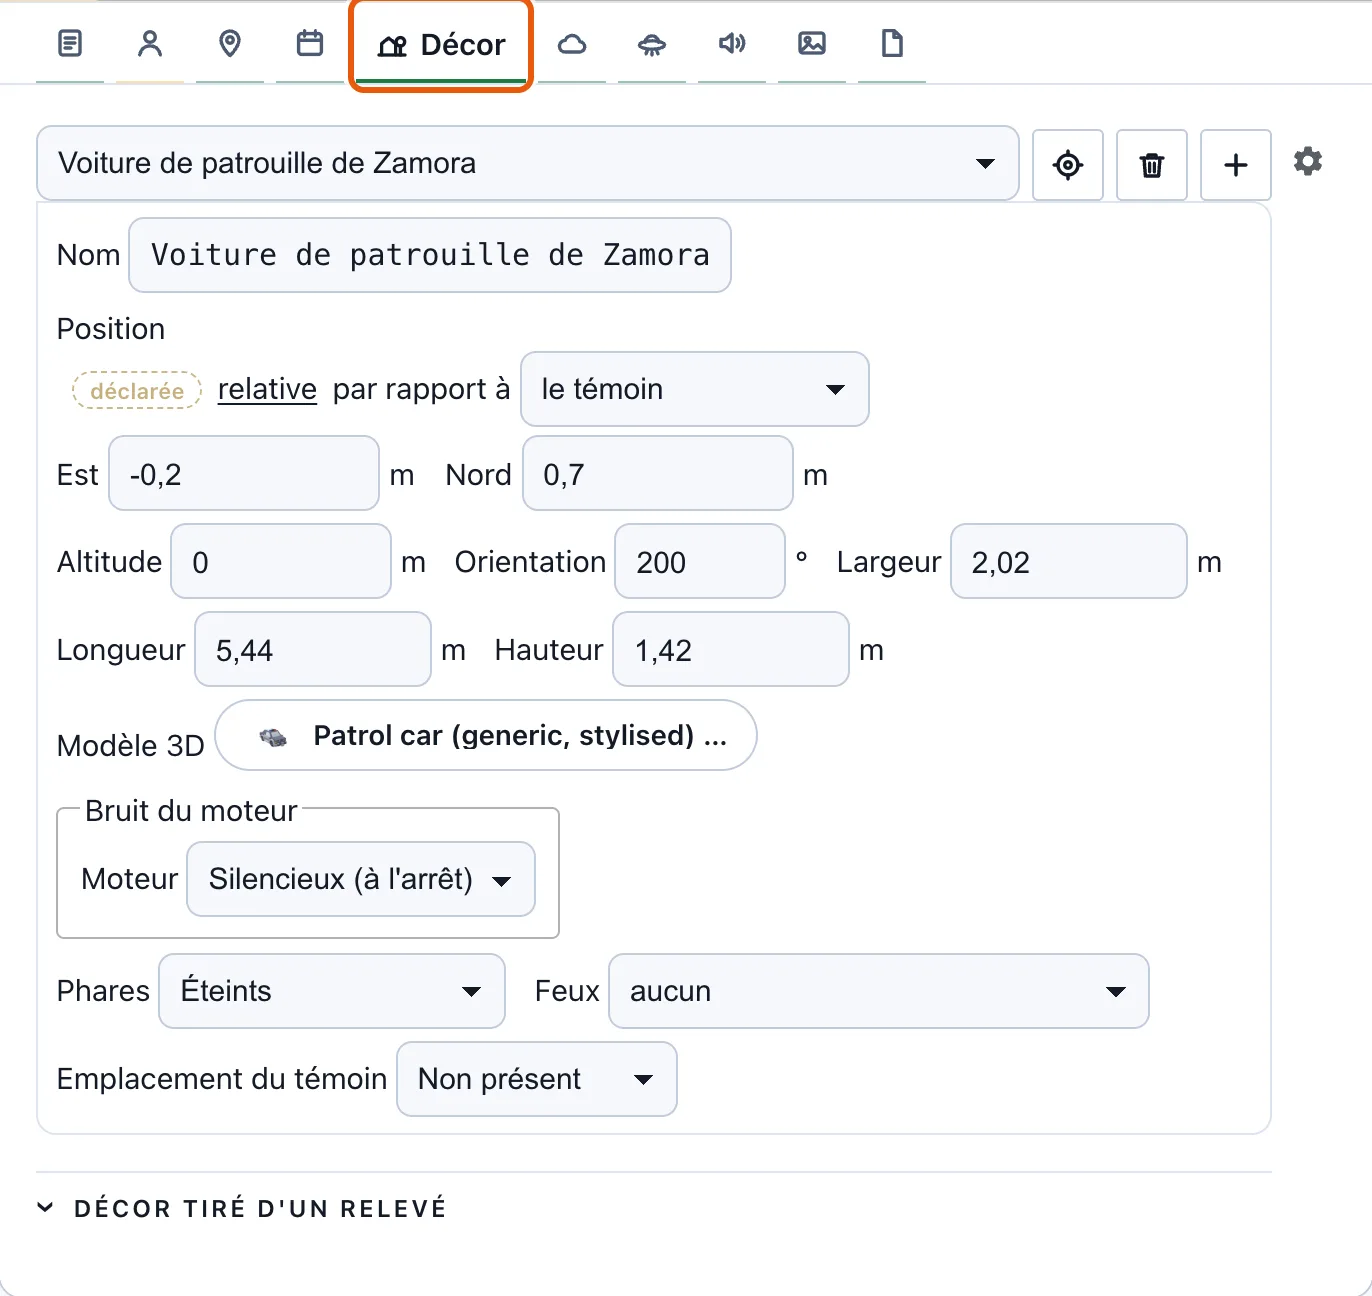 Décor
Voiture de patrouille de Zamora
Nom Voiture de patrouille de Zamora
Position
déclarée relative par rapport à le témoin
Est -0,2 m Nord 0,7 m
Altitude 0 m Orientation 200 ° Largeur 2,02 m
Longueur 5,44 m Hauteur 1,42 m
Modèle 3D Patrol car (generic, stylised) ...
Bruit du moteur
Moteur Silencieux (à l'arrêt)
Phares Éteints Feux aucun
Emplacement du témoin Non présent
DÉCOR TIRÉ D'UN RELEVÉ